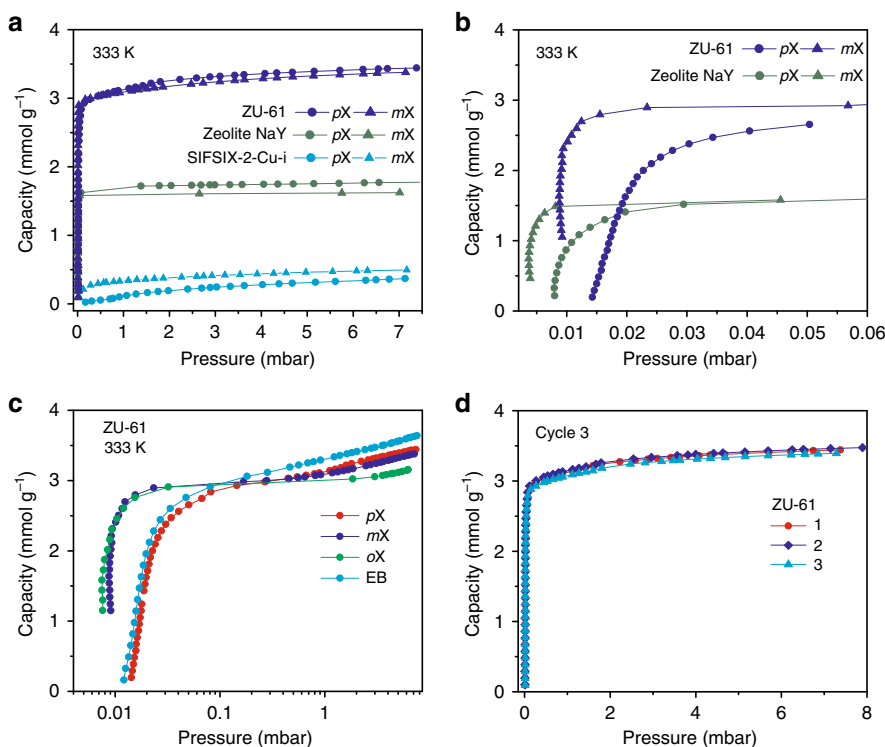 a
333 K
ZU-61 pX mX
Zeolite NaY pX mX
SIFSIX-2-Cu-i pX mX
Capacity (mmol g⁻¹)
4
3
2
1
0
0 1 2 3 4 5 6 7
Pressure (mbar)
b
333 K
ZU-61 pX mX
Zeolite NaY pX mX
Capacity (mmol g⁻¹)
4
3
2
1
0
0.01 0.02 0.03 0.04 0.05 0.06
Pressure (mbar)
c
ZU-61
333 K
pX
mX
oX
EB
Capacity (mmol g⁻¹)
4
3
2
1
0
0.01 0.1 1
Pressure (mbar)
d
Cycle 3
ZU-61
1
2
3
Capacity (mmol g⁻¹)
4
3
2
1
0
0 2 4 6 8
Pressure (mbar)